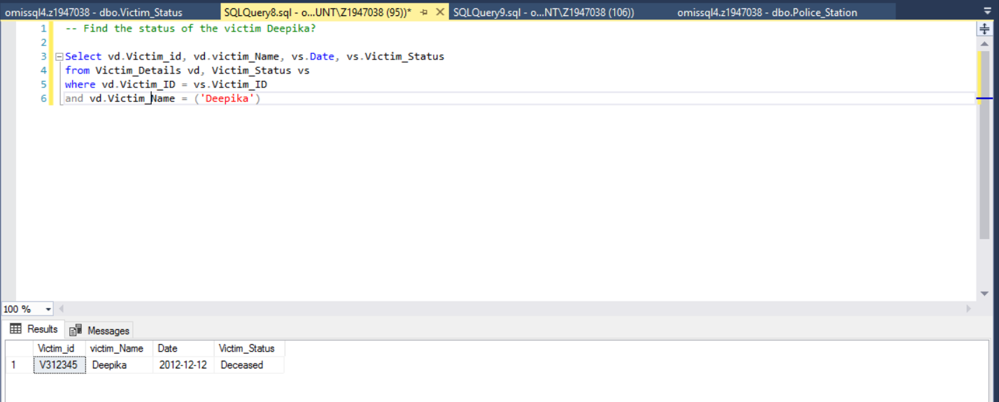 omissql4.z1947038 - dbo.Victim_Status SQLQuery8.sql - o...UNT\Z1947038 (95))* SQLQuery9.sql - o...NT\Z1947038 (106)) omissql4.z1947038 - dbo.Police_Station
1 -- Find the status of the victim Deepika?
2
3 Select vd.Victim_id, vd.victim_Name, vs.Date, vs.Victim_Status
4 from Victim_Details vd, Victim_Status vs
5 where vd.Victim_ID = vs.Victim_ID
6 and vd.Victim_Name = ('Deepika')
100 %
Results Messages
Victim_id victim_Name Date Victim_Status
1 V312345 Deepika 2012-12-12 Deceased